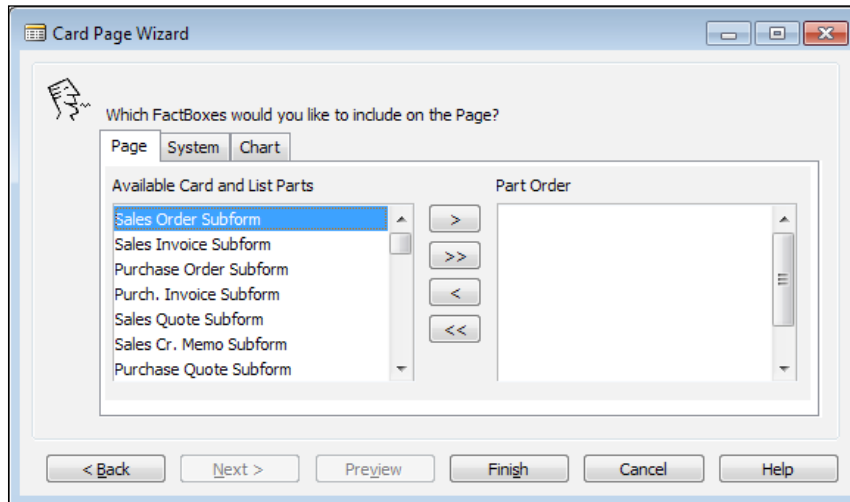 Card Page Wizard
Which FactBoxes would you like to include on the Page?
Page System Chart
Available Card and List Parts
Part Order
Sales Order Subform
Sales Invoice Subform
Purchase Order Subform
Purch. Invoice Subform
Sales Quote Subform
Sales Cr. Memo Subform
Purchase Quote Subform
>
>>
<
<<
< Back Next > Preview Finish Cancel Help